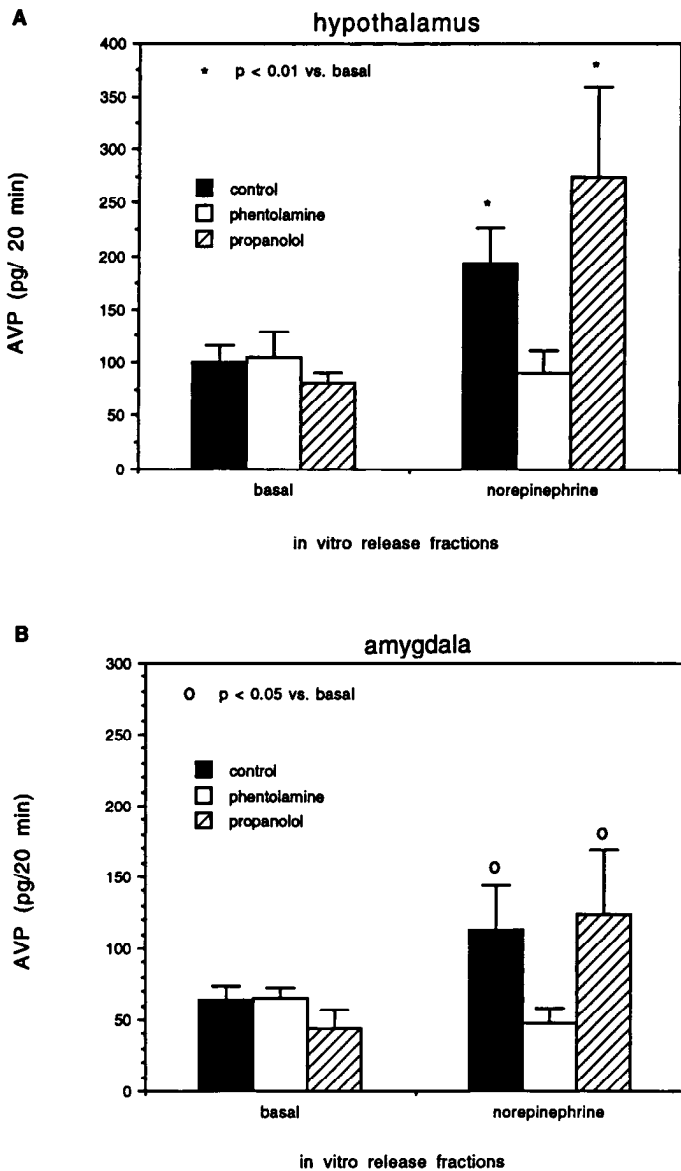 A
hypothalamus
400
350
300
250
200
150
100
50
0
AVP (pg/ 20 min)
* p < 0.01 vs. basal
control
phentolamine
propanolol
*
*
basal
norepinephrine
in vitro release fractions
B
amygdala
300
250
200
150
100
50
0
AVP (pg/20 min)
o p < 0.05 vs. basal
control
phentolamine
propanolol
o
o
basal
norepinephrine
in vitro release fractions